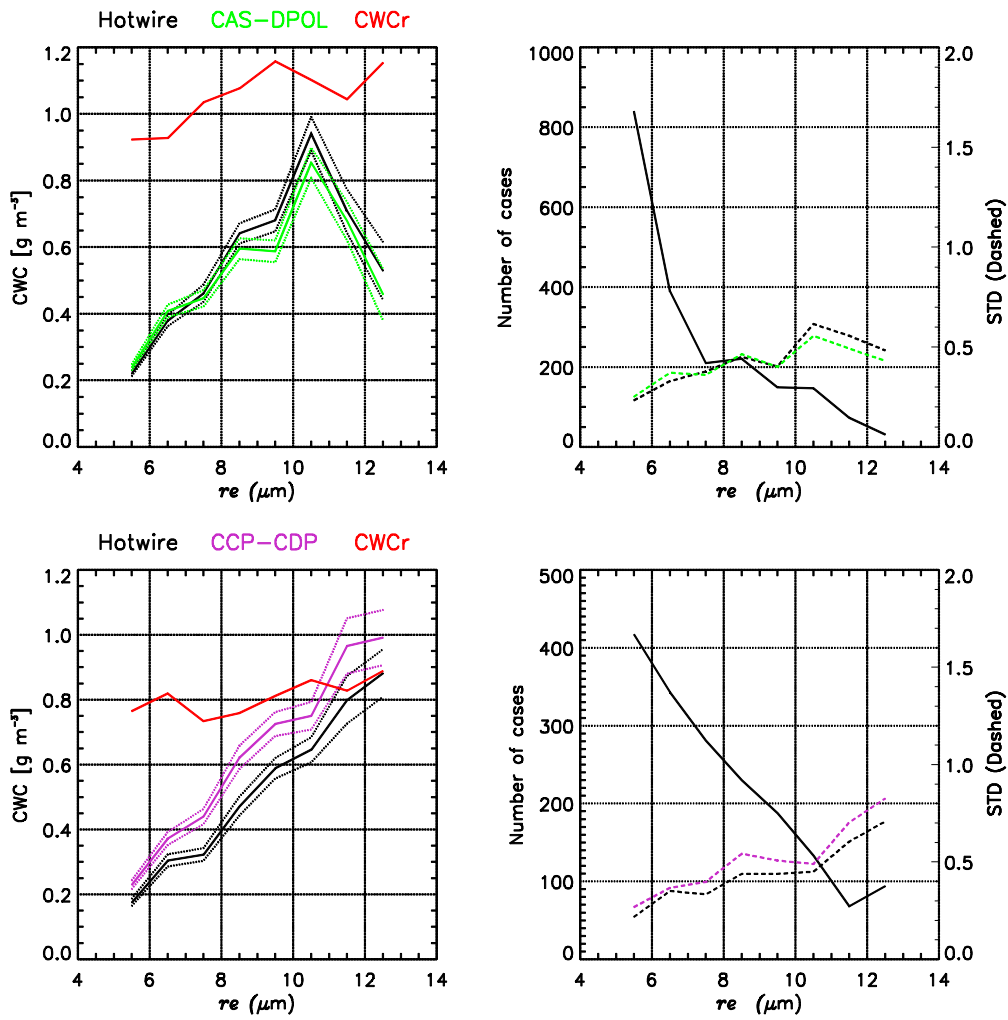 Hotwire CAS-DPOL CWCr
1.2
1.0
0.8
0.6
0.4
0.2
0.0
CWC [g m⁻³]
4 6 8 10 12 14
re (μm)
1000
800
600
400
200
0
Number of cases
2.0
1.5
1.0
0.5
0.0
STD (Dashed)
4 6 8 10 12 14
re (μm)
Hotwire CCP-CDP CWCr
1.2
1.0
0.8
0.6
0.4
0.2
0.0
CWC [g m⁻³]
4 6 8 10 12 14
re (μm)
500
400
300
200
100
0
Number of cases
2.0
1.5
1.0
0.5
0.0
STD (Dashed)
4 6 8 10 12 14
re (μm)